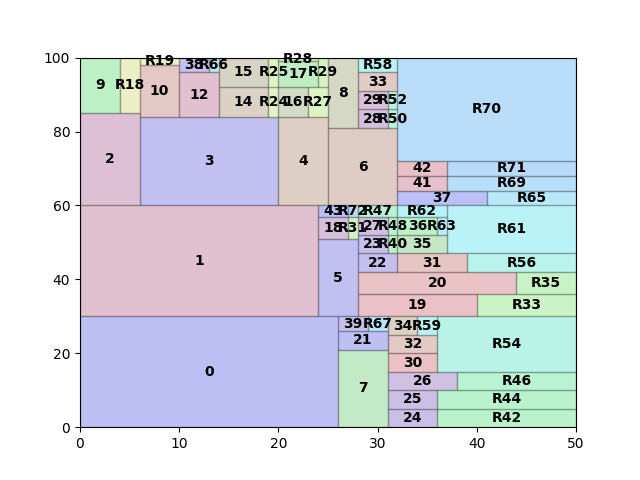 100
80
60
40
20
0
0 10 20 30 40 50
R19 38 R66 R28 R58
9 R18 10 12 15 R25 17 R29 8 33 R70
14 R24 16 R27 29 R52
28 R50
2 3 4 6 42 R71
41 R69
37 R65
43 R72 R47 R62
18 R31 27 R48 36 R63 R61
23 R40 35
1 5 22 31 R56
20 R35
19 R33
39 R67 34 R59
21 32 R54
0 7 30
26 R46
25 R44
24 R42